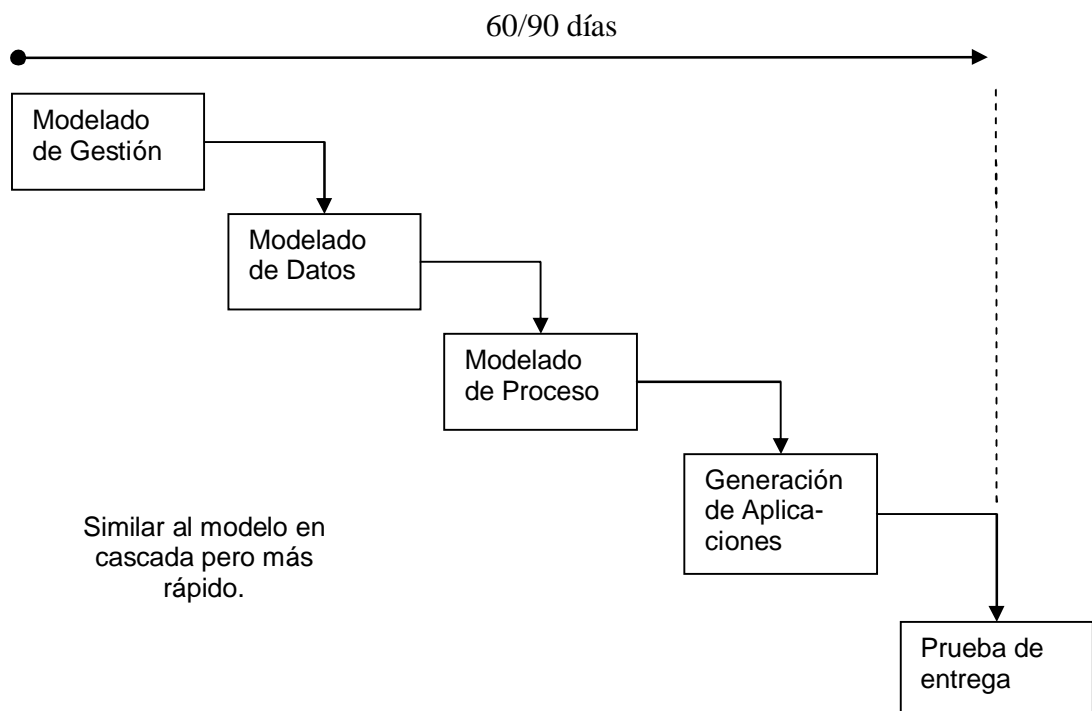 60/90 días
Modelado
de Gestión
Modelado
de Datos
Modelado
de Proceso
Generación
de Aplica-
ciones
Similar al modelo en
cascada pero más
rápido.
Prueba de
entrega